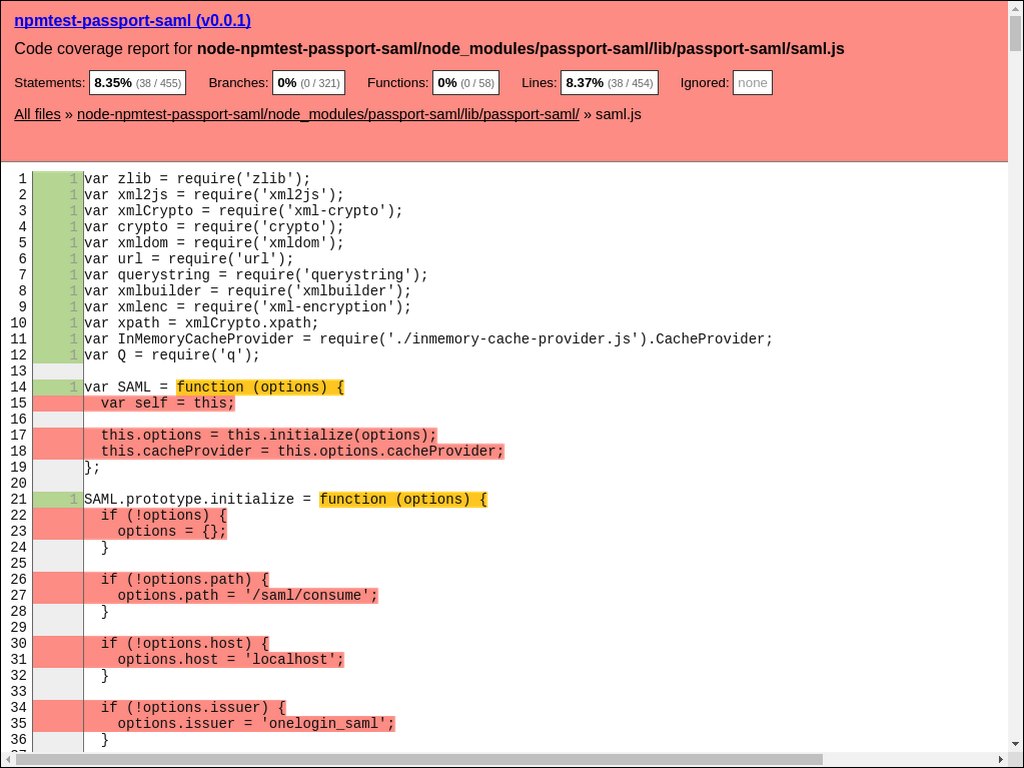 npmtest-passport-saml (v0.0.1)
Code coverage report for node-npmtest-passport-saml/node_modules/passport-saml/lib/passport-saml/saml.js
Statements: 8.35% (38 / 455) Branches: 0% (0 / 321) Functions: 0% (0 / 58) Lines: 8.37% (38 / 454) Ignored: none
All files » node-npmtest-passport-saml/node_modules/passport-saml/lib/passport-saml/ » saml.js
1 1 var zlib = require('zlib');
2 1 var xml2js = require('xml2js');
3 1 var xmlCrypto = require('xml-crypto');
4 1 var crypto = require('crypto');
5 1 var xmldom = require('xmldom');
6 1 var url = require('url');
7 1 var querystring = require('querystring');
8 1 var xmlbuilder = require('xmlbuilder');
9 1 var xmlenc = require('xml-encryption');
10 1 var xpath = xmlCrypto.xpath;
11 1 var InMemoryCacheProvider = require('./inmemory-cache-provider.js').CacheProvider;
12 1 var Q = require('q');
13
14 1 var SAML = function (options) {
15   var self = this;
16
17   this.options = this.initialize(options);
18   this.cacheProvider = this.options.cacheProvider;
19 };
20
21 1 SAML.prototype.initialize = function (options) {
22   if (!options) {
23     options = {};
24   }
25
26   if (!options.path) {
27     options.path = '/saml/consume';
28   }
29
30   if (!options.host) {
31     options.host = 'localhost';
32   }
33
34   if (!options.issuer) {
35     options.issuer = 'onelogin_saml';
36   }